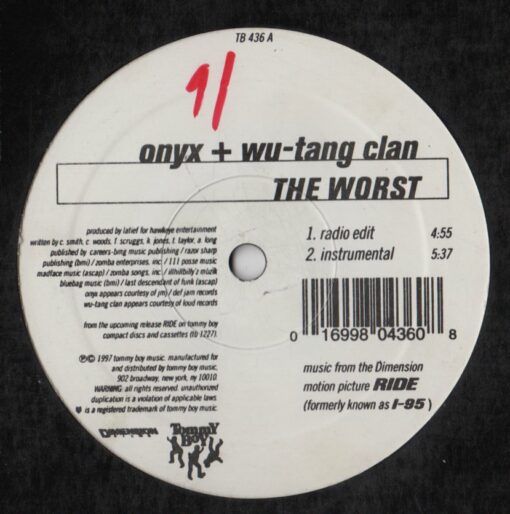 TB 436 A
9/
onyx + wu-tang clan
THE WORST
produced by latief for hawkeye entertainment
written by c. smith, c. woods, f. scruggs, k. jones, t. taylor, a. long
published by careers-bmg music publishing / razor sharp
publishing (bmi) / zomba enterprises, inc / 111 posse music
madface music (ascap) / zomba songs, inc. / illhillbilly'z muzik
bluebag music (bmi) / last descendant of funk (ascap)
onyx appears courtesy of jmj / def jam records
wu-tang clan appears courtesy of loud records
from the upcoming release RIDE on tommy boy
compact discs and cassettes (tb 1227).
℗© 1997 tommy boy music. manufactured for
and distributed by tommy boy music,
902 broadway, new york, ny 10010
WARNING: all rights reserved. unauthorized
duplication is a violation of applicable laws
is a registered trademark of tommy boy music.
DIMENSION
Tommy Boy
1. radio edit 4:55
2. instrumental 5:37
0 16998 04360 8
music from the Dimension
motion picture RIDE
(formerly known as I-95 )